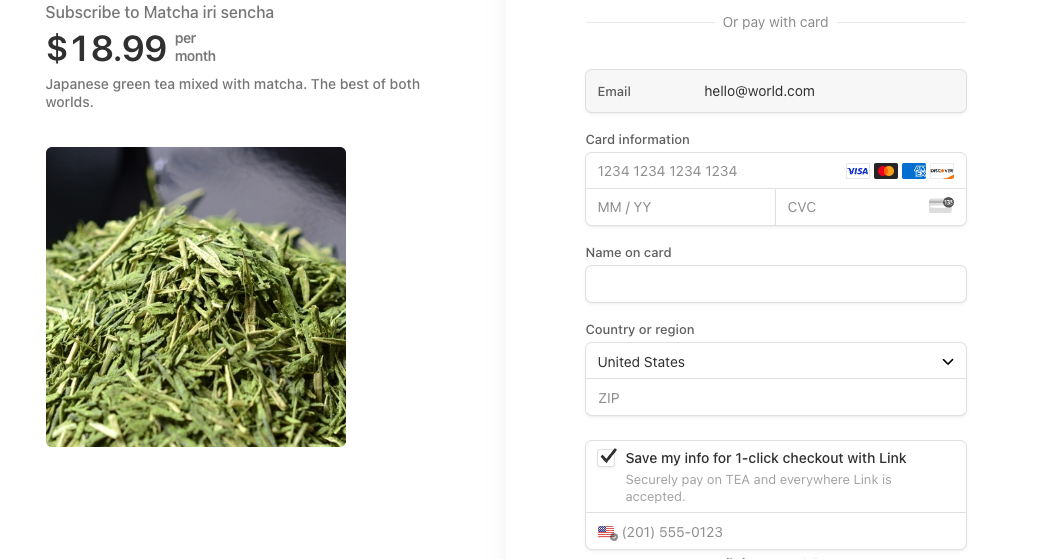 Subscribe to Matcha iri sencha
$18.99 per
month
Japanese green tea mixed with matcha. The best of both
worlds.
Or pay with card
Email hello@world.com
Card information
1234 1234 1234 1234 VISA DISCOVER
MM / YY CVC
Name on card
Country or region
United States
ZIP
Save my info for 1-click checkout with Link
Securely pay on TEA and everywhere Link is
accepted.
(201) 555-0123